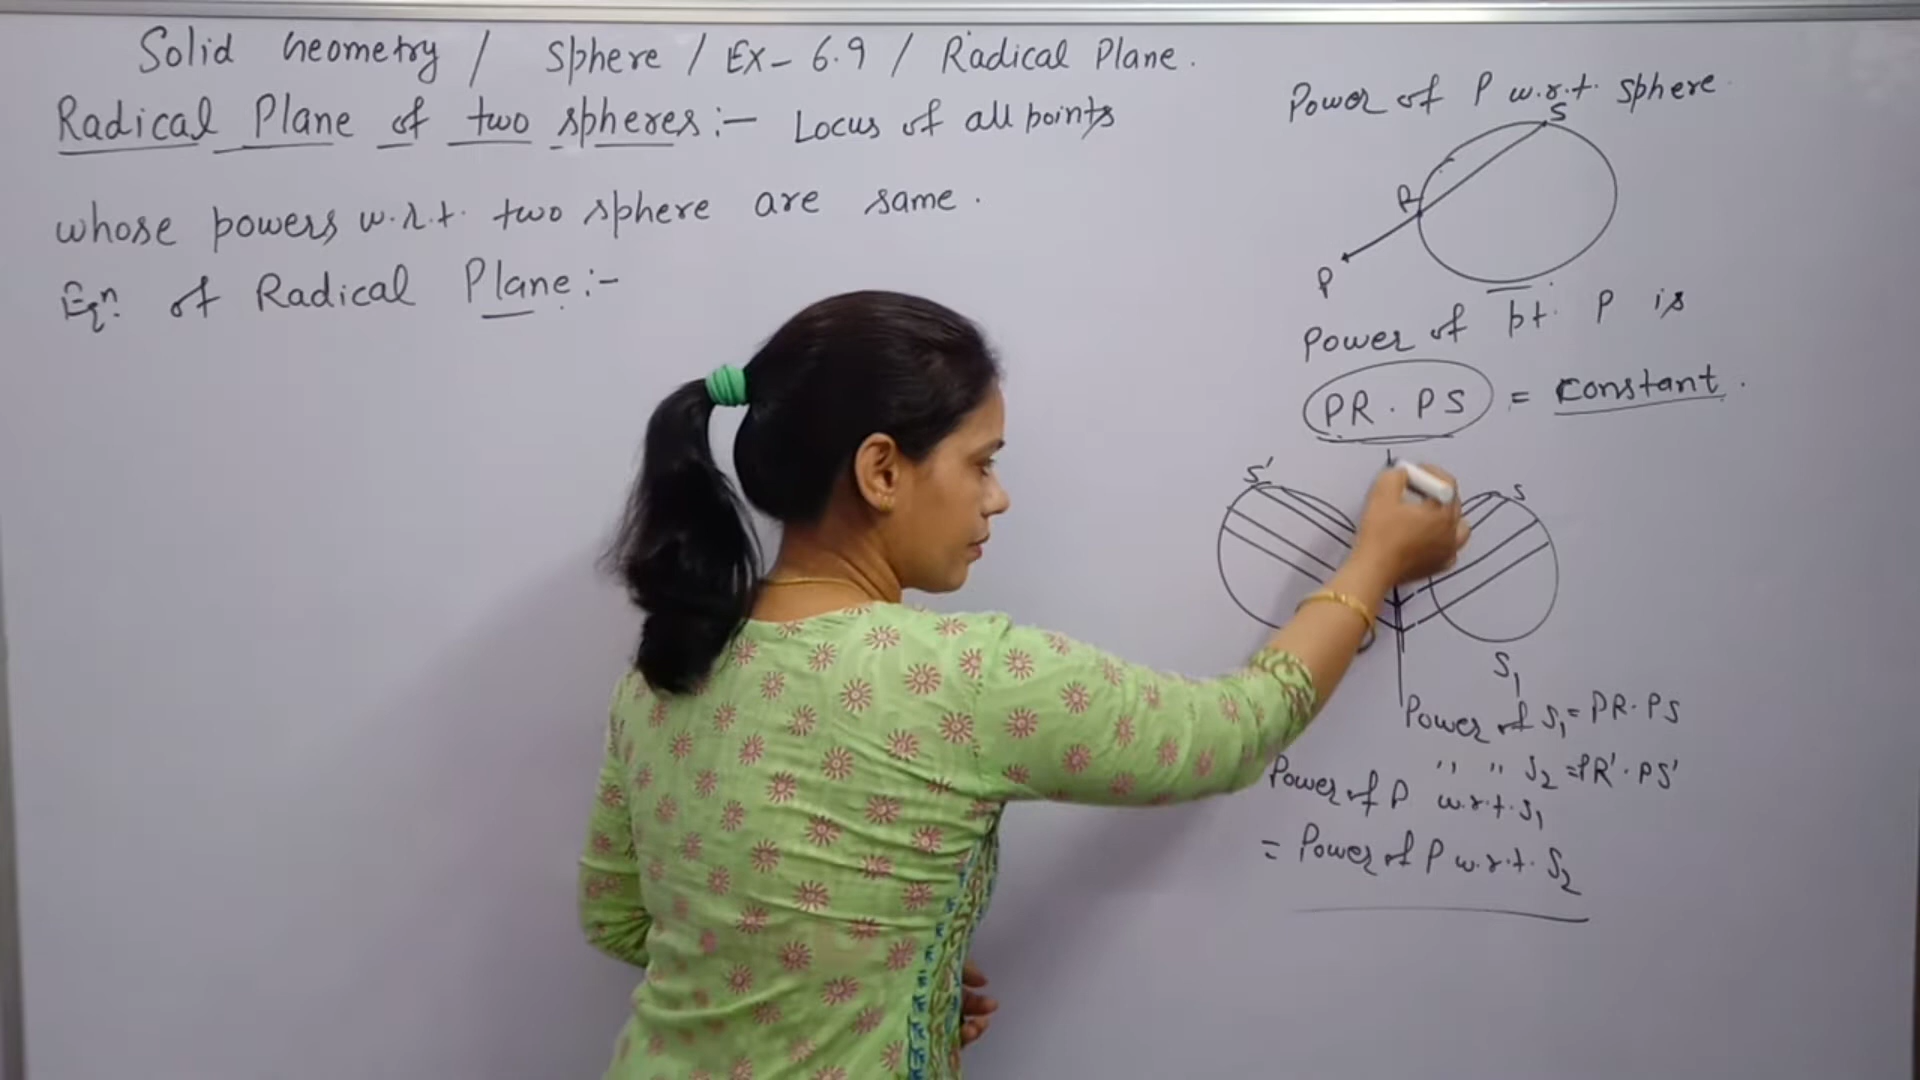 Solid Geometry / Sphere / Ex- 6.9 / Radical Plane.
Radical Plane of two spheres:- Locus of all points
whose powers w.r.t. two sphere are same.
Eqn. of Radical Plane:-
Power of P w.r.t. sphere.
S
R
P
Power of pt. P is
PR . PS = constant.
S'
S
S1
Power of S1 = PR. PS
" " S2 = PR'. PS'
Power of P w.r.t. S1
= Power of P w.r.t. S2